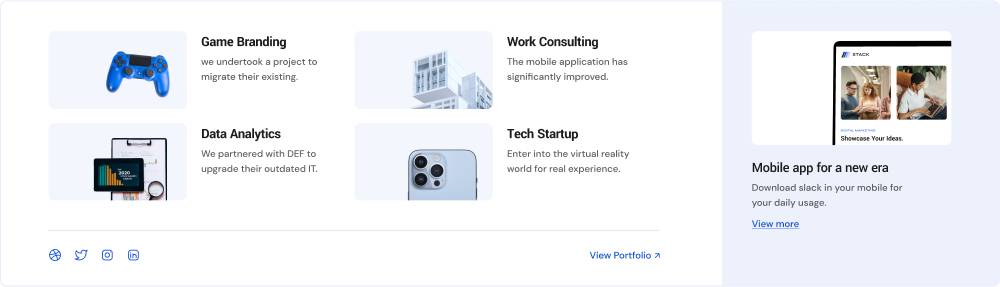 Game Branding
we undertook a project to
migrate their existing.
Work Consulting
The mobile application has
significantly improved.
Data Analytics
We partnered with DEF to
upgrade their outdated IT.
2020
Tech Startup
Enter into the virtual reality
world for real experience.
View Portfolio ↗
STACK
DIGITAL MARKETING
Showcase Your Ideas.
Mobile app for a new era
Download slack in your mobile for
your daily usage.
View more